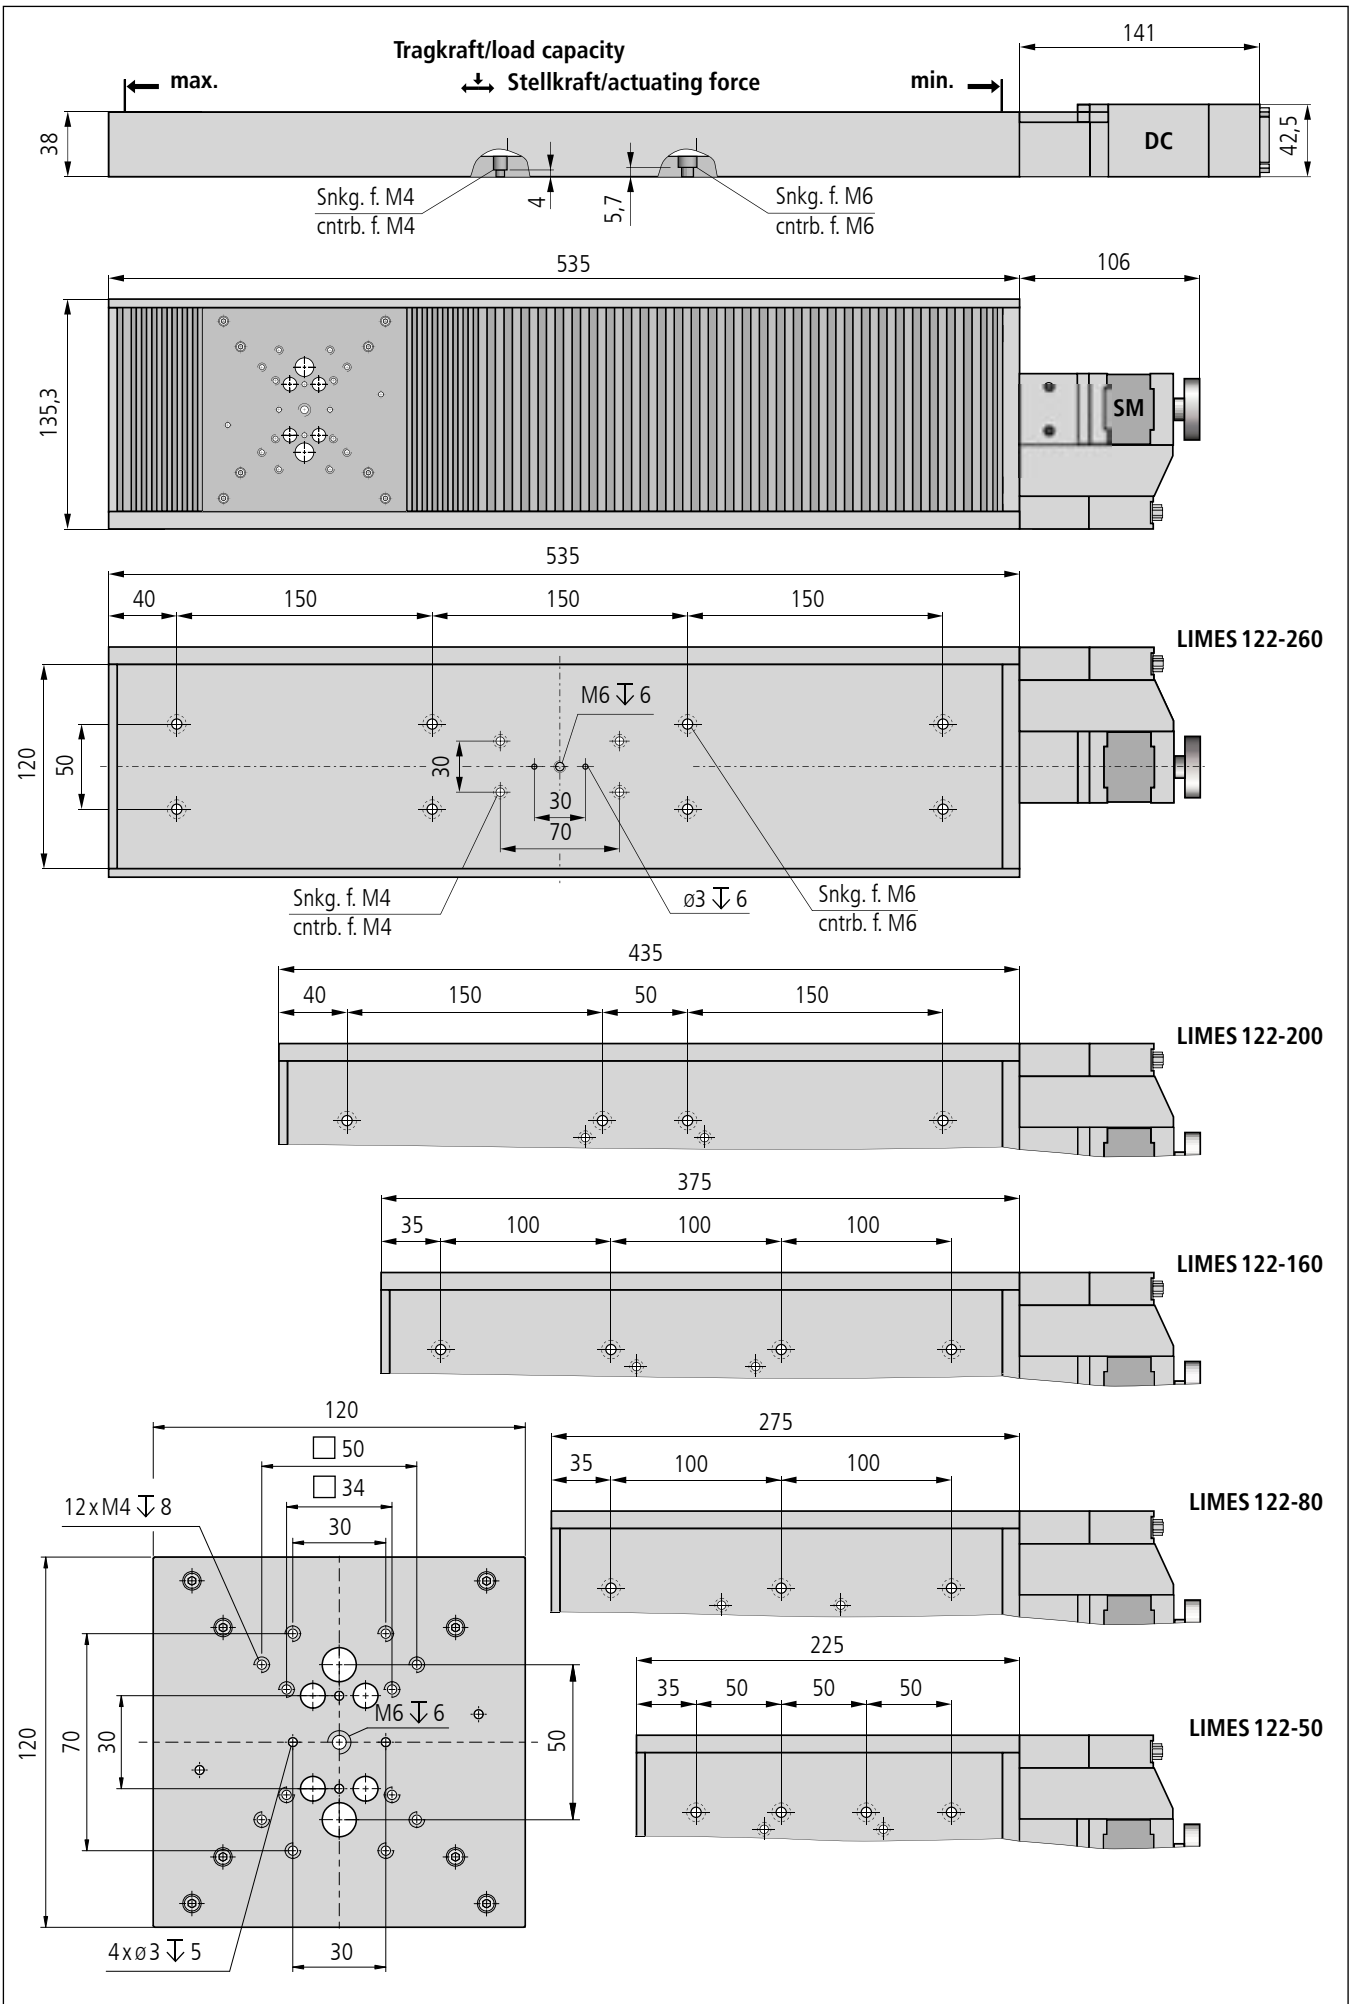 Tragkraft/load capacity
max. Stellkraft/actuating force min.
141
38
DC
42,5
Snkg. f. M4
cntrb. f. M4
4
5,7
Snkg. f. M6
cntrb. f. M6
535
106
135,3
SM
535
40 150 150 150
LIMES 122-260
M6 ↧ 6
120
50
30
30
70
Snkg. f. M4
cntrb. f. M4
ø3 ↧ 6
Snkg. f. M6
cntrb. f. M6
435
40 150 50 150
LIMES 122-200
375
35 100 100 100
LIMES 122-160
120
□ 50
□ 34
30
12 x M4 ↧ 8
M6 ↧ 6
120
70
30
50
4 x ø 3 ↧ 5
30
275
35 100 100
LIMES 122-80
225
35 50 50 50
LIMES 122-50